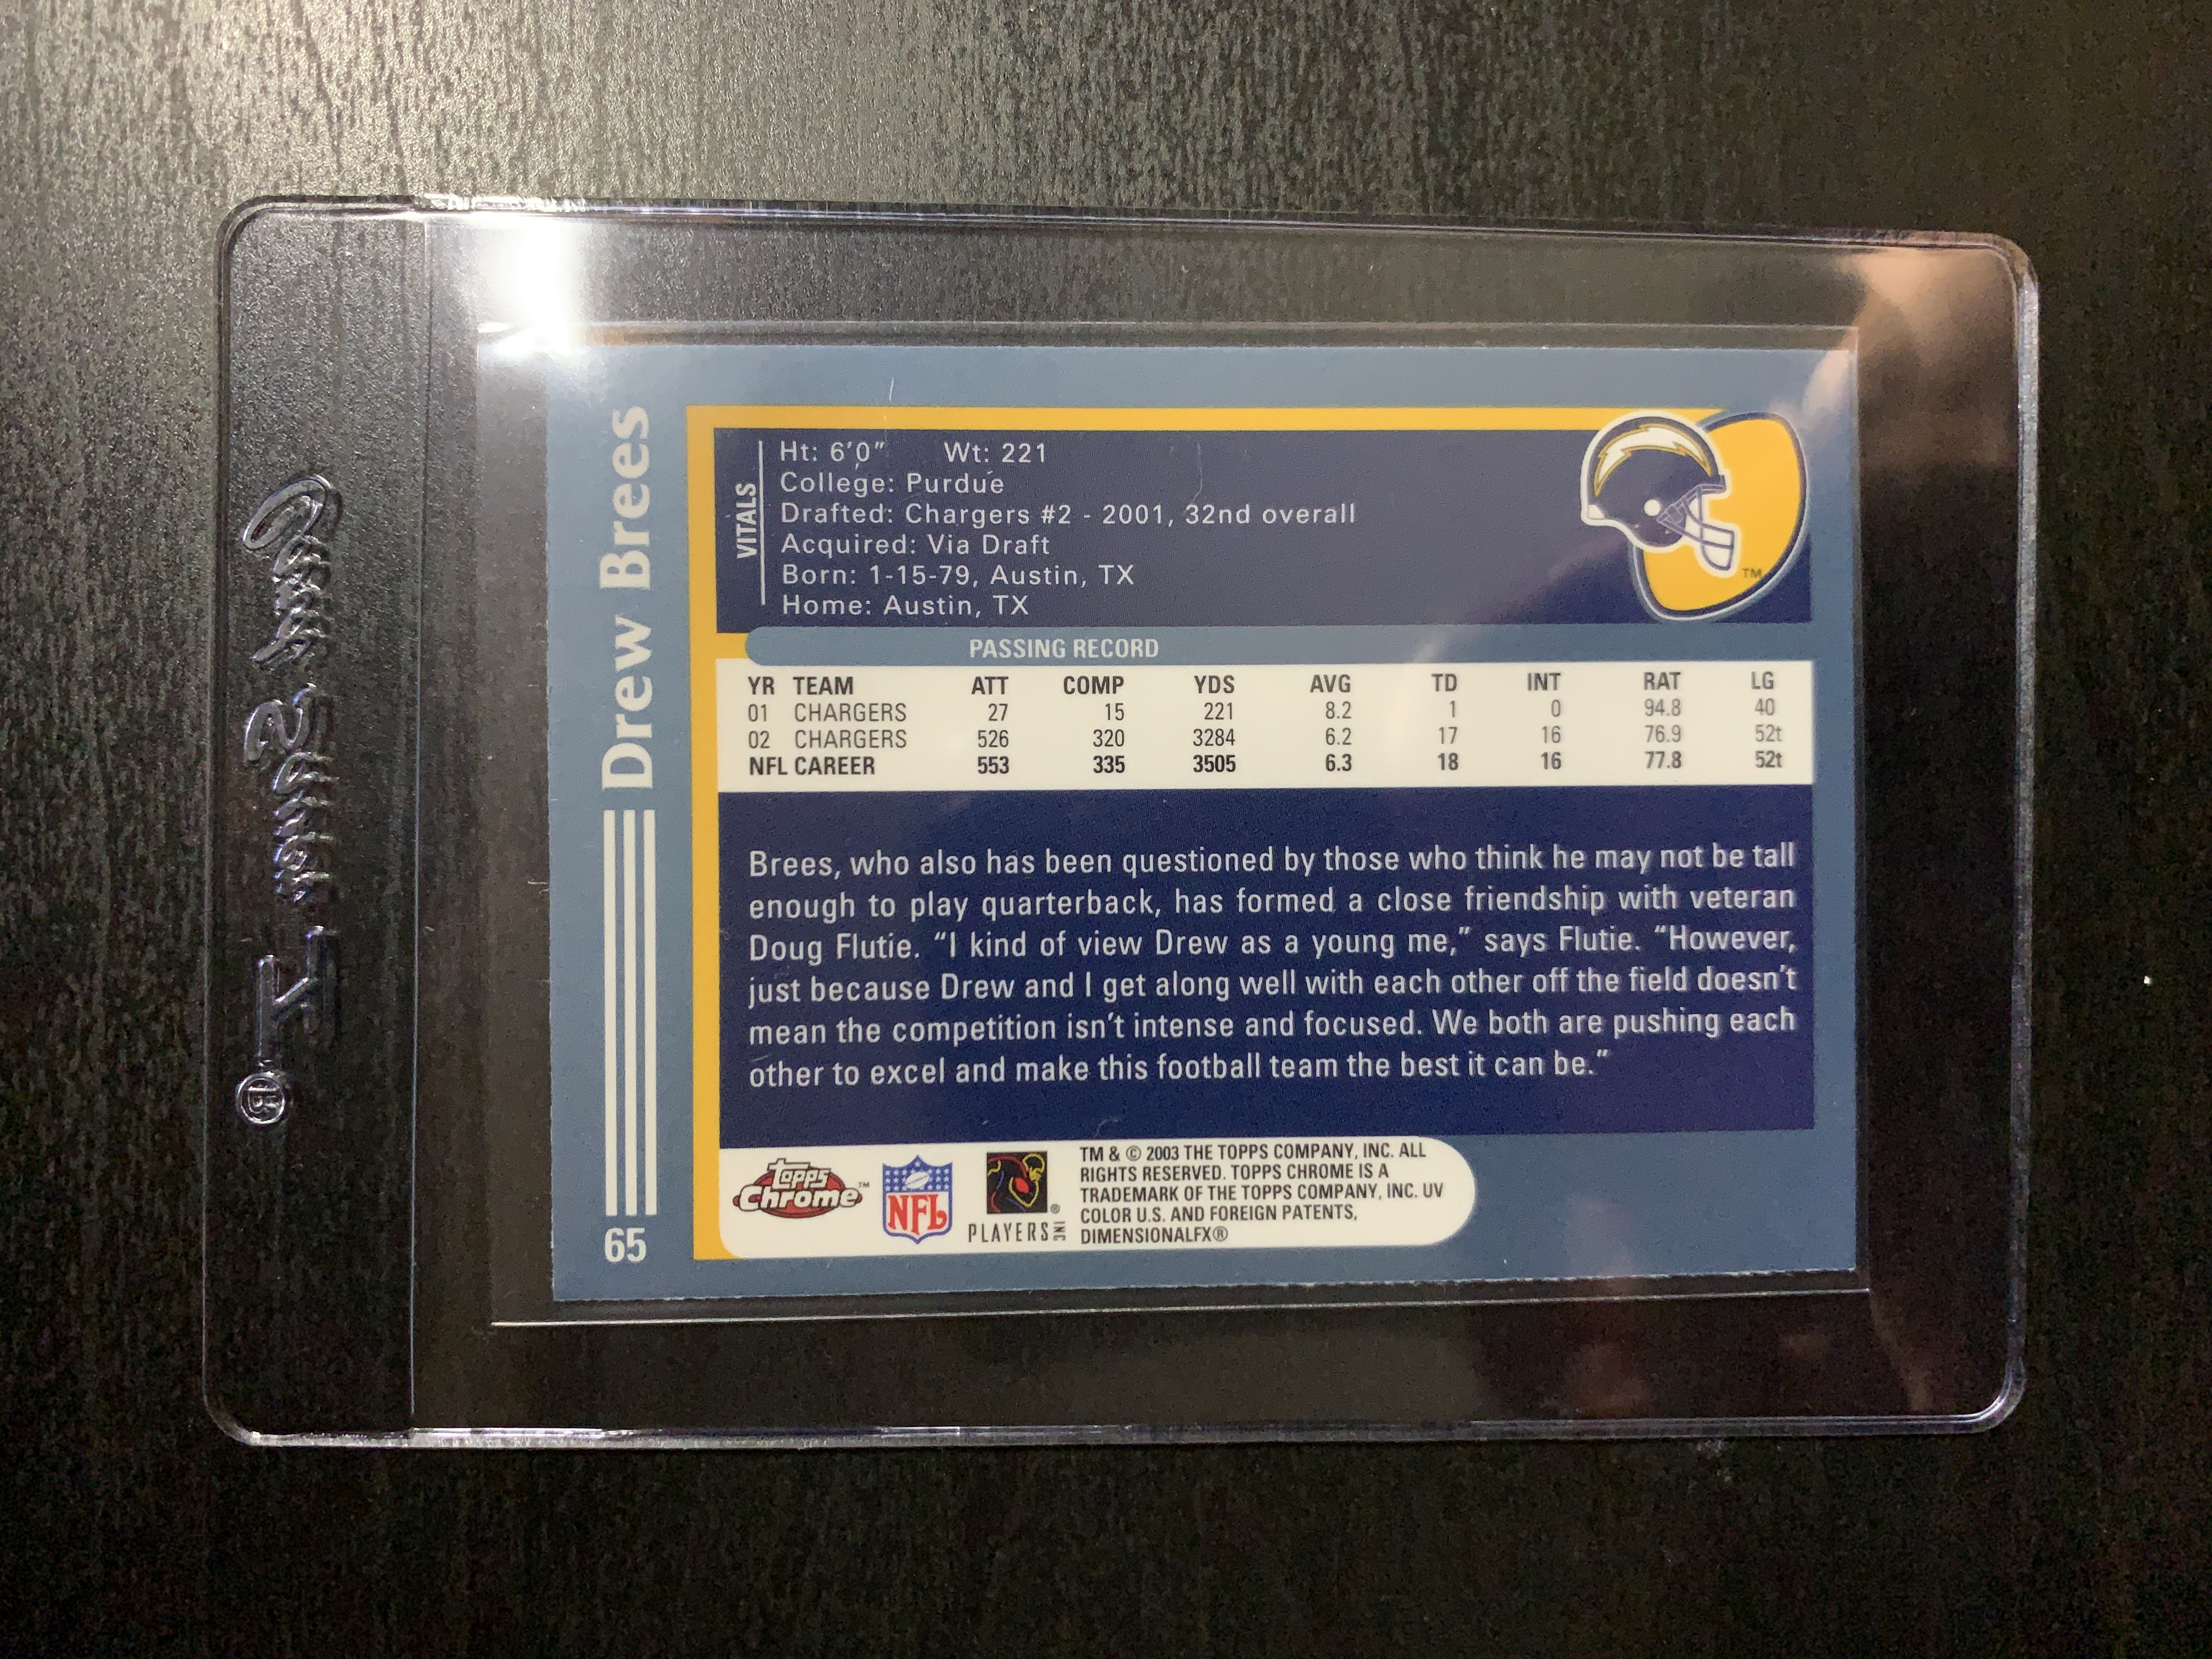 Card Saver I®
Drew Brees
65
VITALS
Ht: 6'0" Wt: 221
College: Purdue
Drafted: Chargers #2 - 2001, 32nd overall
Acquired: Via Draft
Born: 1-15-79, Austin, TX
Home: Austin, TX
TM
PASSING RECORD
YR TEAM ATT COMP YDS AVG TD INT RAT LG
01 CHARGERS 27 15 221 8.2 1 0 94.8 40
02 CHARGERS 526 320 3284 6.2 17 16 76.9 52t
NFL CAREER 553 335 3505 6.3 18 16 77.8 52t
Brees, who also has been questioned by those who think he may not be tall
enough to play quarterback, has formed a close friendship with veteran
Doug Flutie. "I kind of view Drew as a young me," says Flutie. "However,
just because Drew and I get along well with each other off the field doesn't
mean the competition isn't intense and focused. We both are pushing each
other to excel and make this football team the best it can be."
Topps Chrome™
NFL
PLAYERS INC ®
TM & © 2003 THE TOPPS COMPANY, INC. ALL
RIGHTS RESERVED. TOPPS CHROME IS A
TRADEMARK OF THE TOPPS COMPANY, INC. UV
COLOR U.S. AND FOREIGN PATENTS,
DIMENSIONALFX®